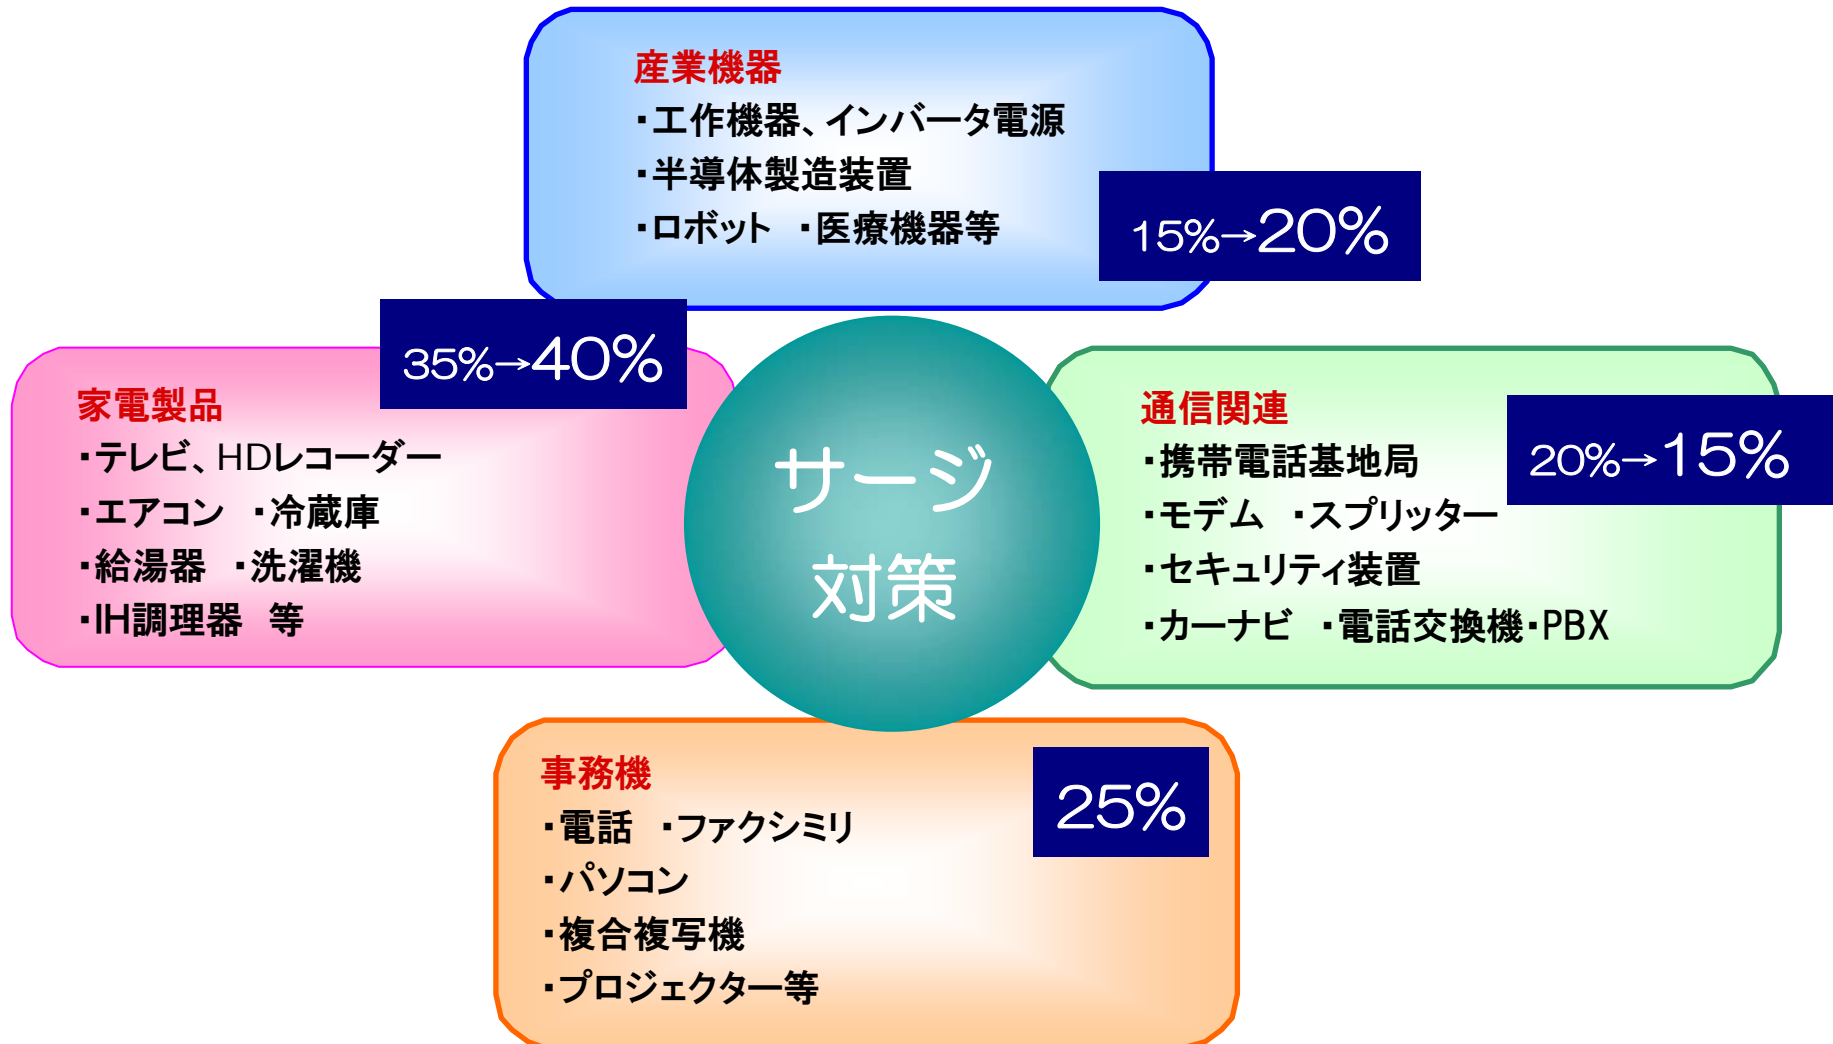 産業機器
・工作機器、インバータ電源
・半導体製造装置
・ロボット　・医療機器等
15%→20%
35%→40%
家電製品
・テレビ、HDレコーダー
・エアコン　・冷蔵庫
・給湯器　・洗濯機
・IH調理器　等
サージ
対策
通信関連
・携帯電話基地局
・モデム　・スプリッター
・セキュリティ装置
・カーナビ　・電話交換機・PBX
20%→15%
事務機
・電話　・ファクシミリ
・パソコン
・複合複写機
・プロジェクター等
25%